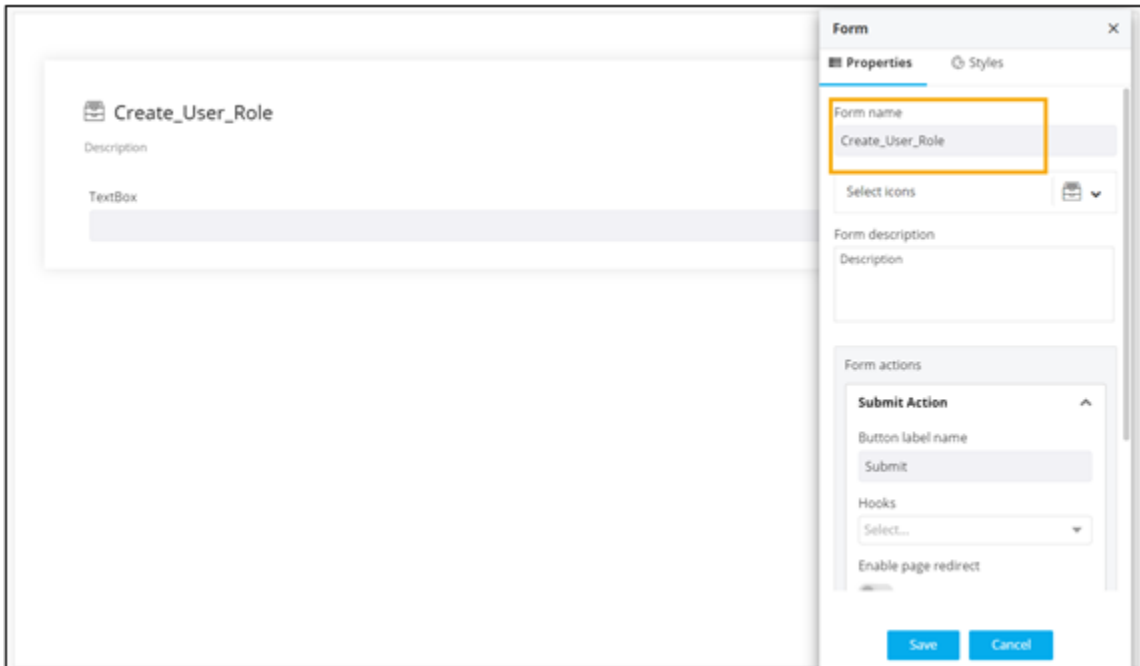 Create_User_Role
Description
TextBox
Form
Properties
Styles
Form name
Create_User_Role
Select icons
Form description
Description
Form actions
Submit Action
Button label name
Submit
Hooks
Select...
Enable page redirect
Save
Cancel